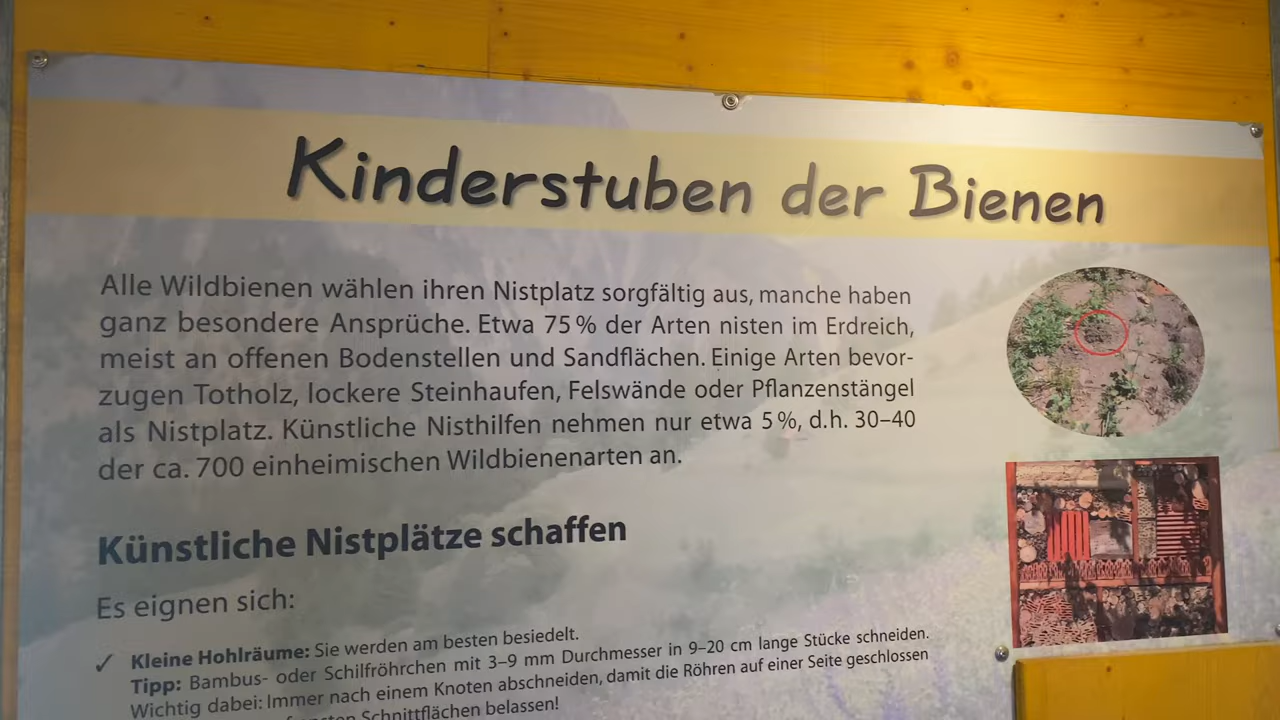 Kinderstuben der Bienen
Alle Wildbienen wählen ihren Nistplatz sorgfältig aus, manche haben
ganz besondere Ansprüche. Etwa 75 % der Arten nisten im Erdreich,
meist an offenen Bodenstellen und Sandflächen. Einige Arten bevor-
zugen Totholz, lockere Steinhaufen, Felswände oder Pflanzenstängel
als Nistplatz. Künstliche Nisthilfen nehmen nur etwa 5 %, d.h. 30–40
der ca. 700 einheimischen Wildbienenarten an.
Künstliche Nistplätze schaffen
Es eignen sich:
✓ Kleine Hohlräume: Sie werden am besten besiedelt.
Tipp: Bambus- oder Schilfröhrchen mit 3–9 mm Durchmesser in 9–20 cm lange Stücke schneiden.
Wichtig dabei: Immer nach einem Knoten abschneiden, damit die Röhren auf einer Seite geschlossen
Schnittflächen belassen!